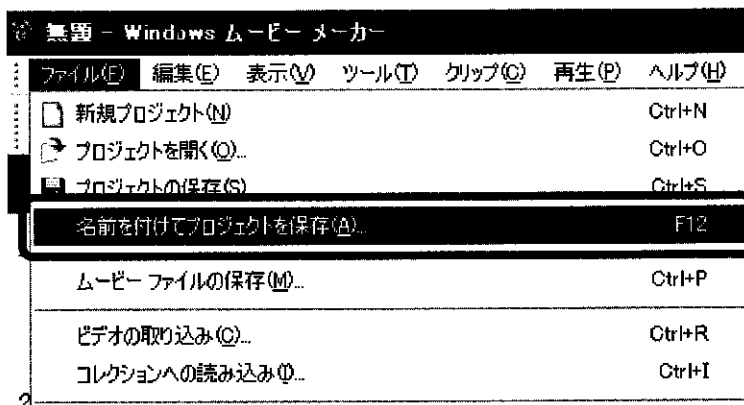 無題 - Windows ムービー メーカー
ファイル(F) 編集(E) 表示(V) ツール(T) クリップ(C) 再生(P) ヘルプ(H)
新規プロジェクト(N) Ctrl+N
プロジェクトを開く(O)... Ctrl+O
プロジェクトの保存(S) Ctrl+S
名前を付けてプロジェクトを保存(A)... F12
ムービー ファイルの保存(M)... Ctrl+P
ビデオの取り込み(C)... Ctrl+R
コレクションへの読み込み(I)... Ctrl+I
2